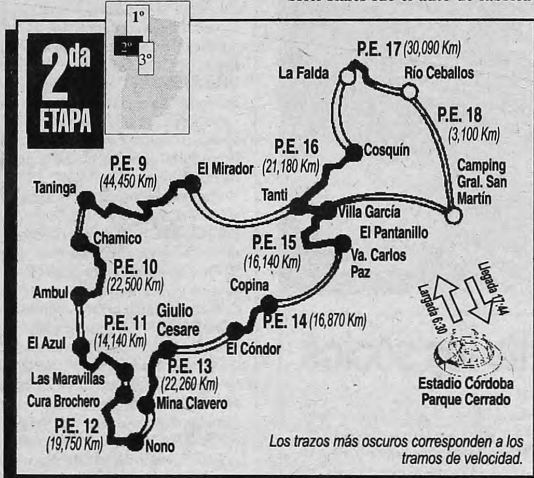 2da
ETAPA
1º
2º
3º
P.E. 17 (30,090 Km)
La Falda
Río Ceballos
P.E. 18
(3,100 Km)
P.E. 16
(21,180 Km)
Cosquín
P.E. 9
(44,450 Km)
El Mirador
Taninga
Tanti
Villa García
Camping
Gral. San
Martín
Chamico
P.E. 10
(22,500 Km)
P.E. 15
(16,140 Km)
El Pantanillo
Va. Carlos
Paz
Ambul
Copina
P.E. 11
(14,140 Km)
Giulio
Cesare
P.E. 14 (16,870 Km)
El Azul
El Cóndor
Las Maravillas
P.E. 13
(22,260 Km)
Cura Brochero
Mina Clavero
P.E. 12
(19,750 Km)
Nono
Largada 6:30
Llegada 17:44
Estadio Córdoba
Parque Cerrado
Los trazos más oscuros corresponden a los
tramos de velocidad.